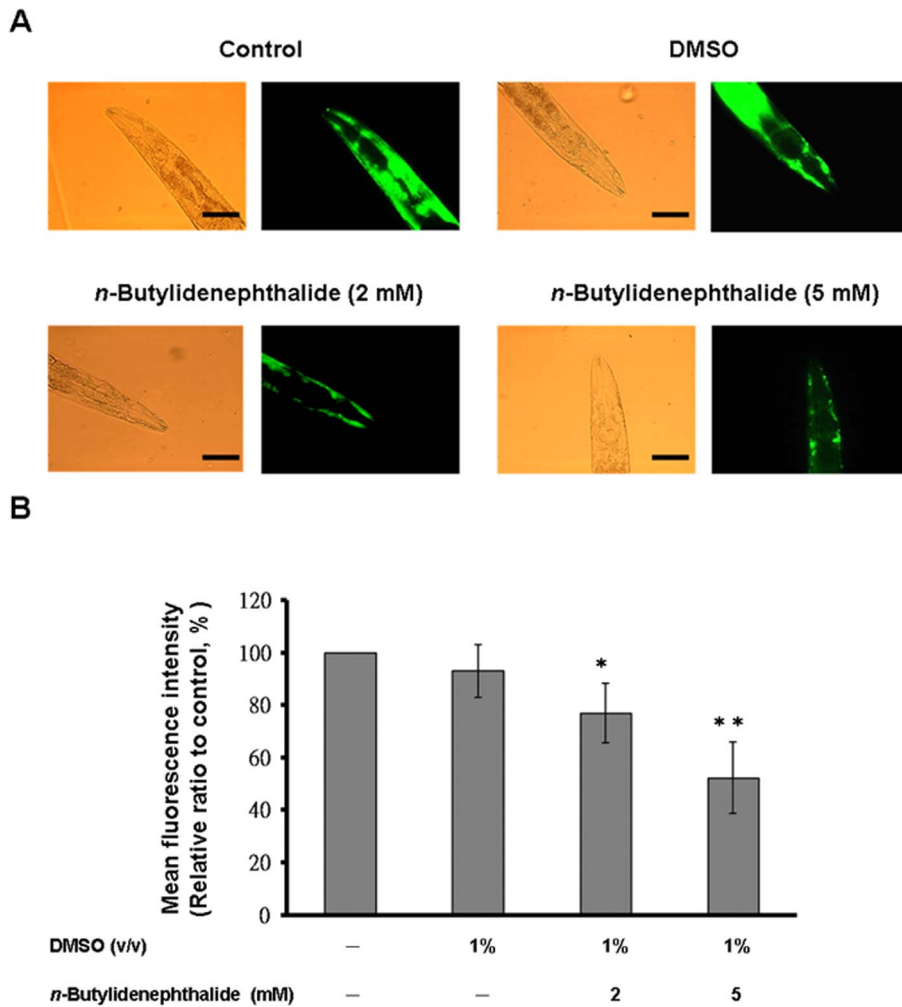 A
Control
DMSO
n-Butylidenephthalide (2 mM)
n-Butylidenephthalide (5 mM)
B
Mean fluorescence intensity
(Relative ratio to control, % )
120
100
80
60
40
20
0
*
**
DMSO (v/v) – 1% 1% 1%
n-Butylidenephthalide (mM) – – 2 5